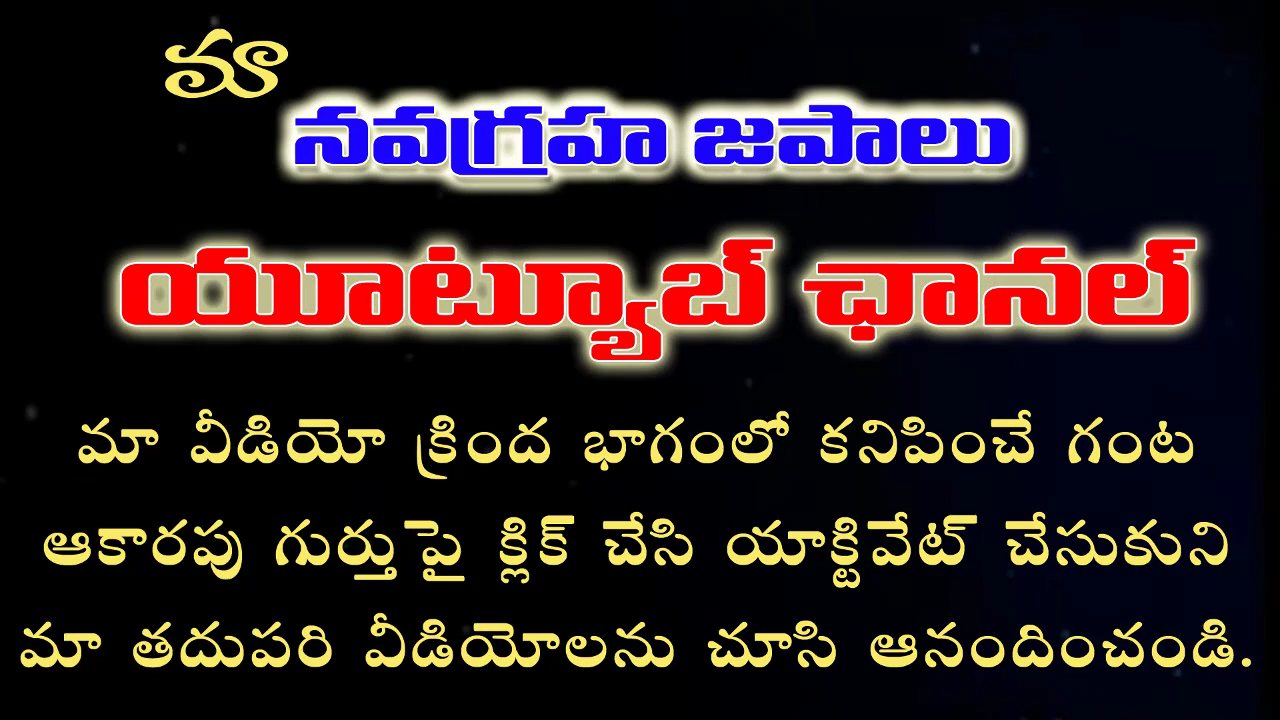 మా
నవగ్రహ జపాలు
యూట్యూబ్ ఛానల్
మా వీడియో క్రింద భాగంలో కనిపించే గంట
ఆకారపు గుర్తుపై క్లిక్ చేసి యాక్టివేట్ చేసుకుని
మా తదుపరి వీడియోలను చూసి ఆనందించండి.